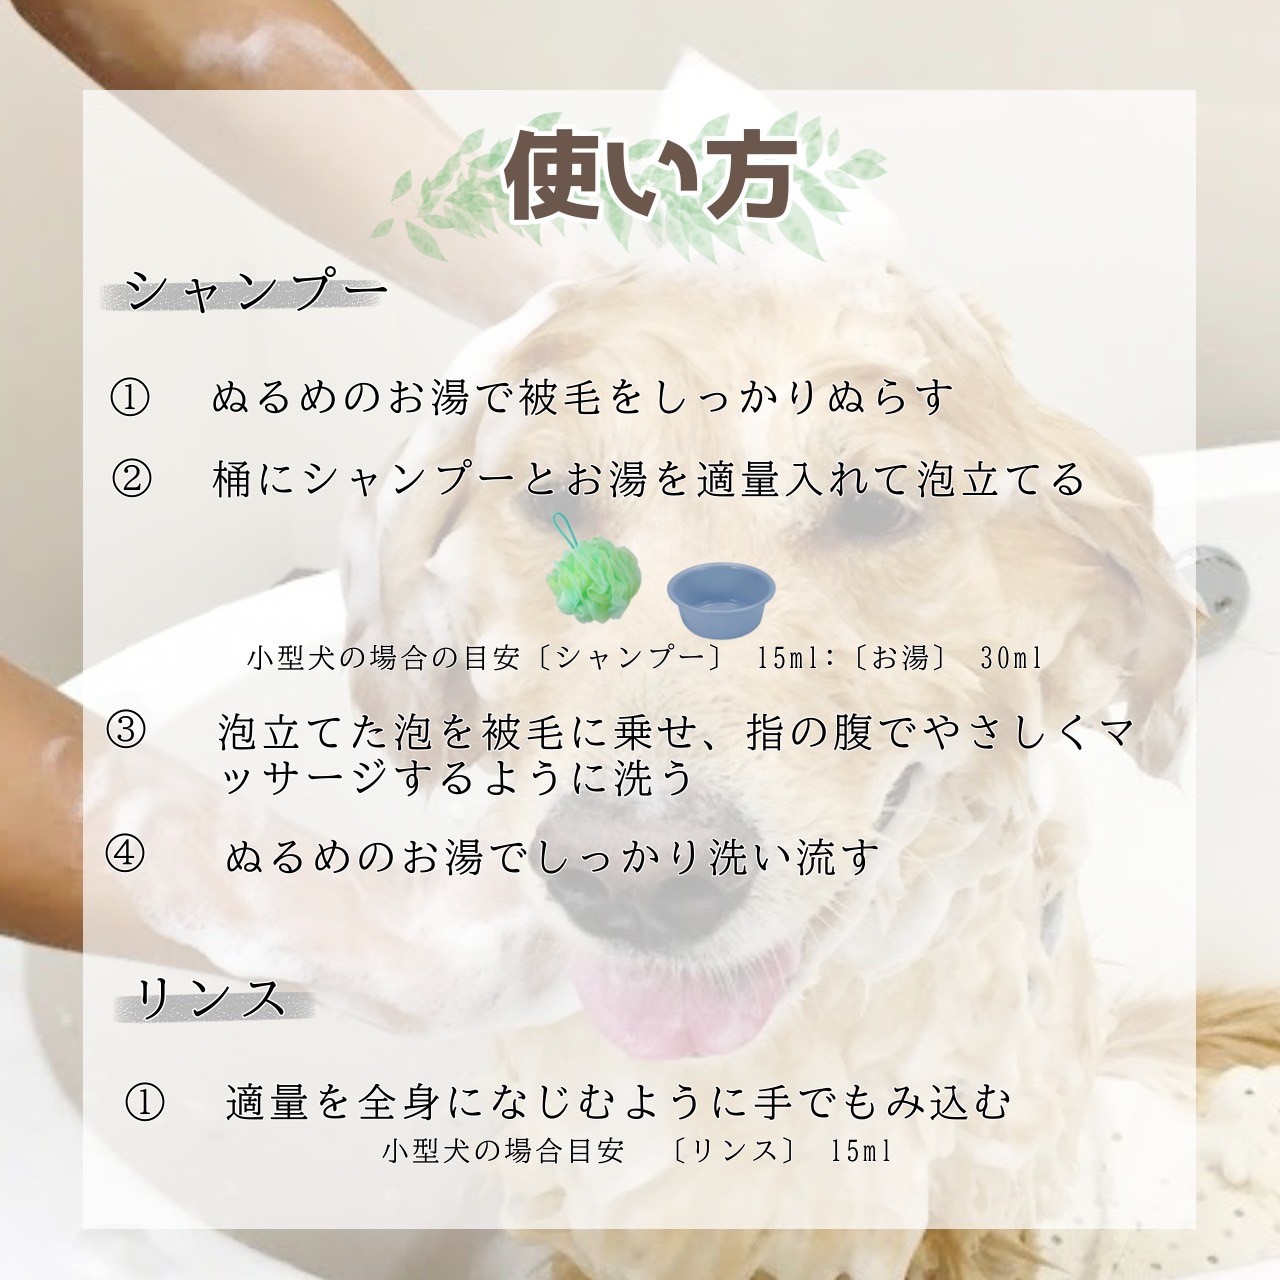 使い方
シャンプー
① ぬるめのお湯で被毛をしっかりぬらす
② 桶にシャンプーとお湯を適量入れて泡立てる
小型犬の場合の目安〔シャンプー〕 15ml:〔お湯〕 30ml
③ 泡立てた泡を被毛に乗せ、指の腹でやさしくマ
ッサージするように洗う
④ ぬるめのお湯でしっかり洗い流す
リンス
① 適量を全身になじむように手でもみ込む
小型犬の場合目安 〔リンス〕 15ml